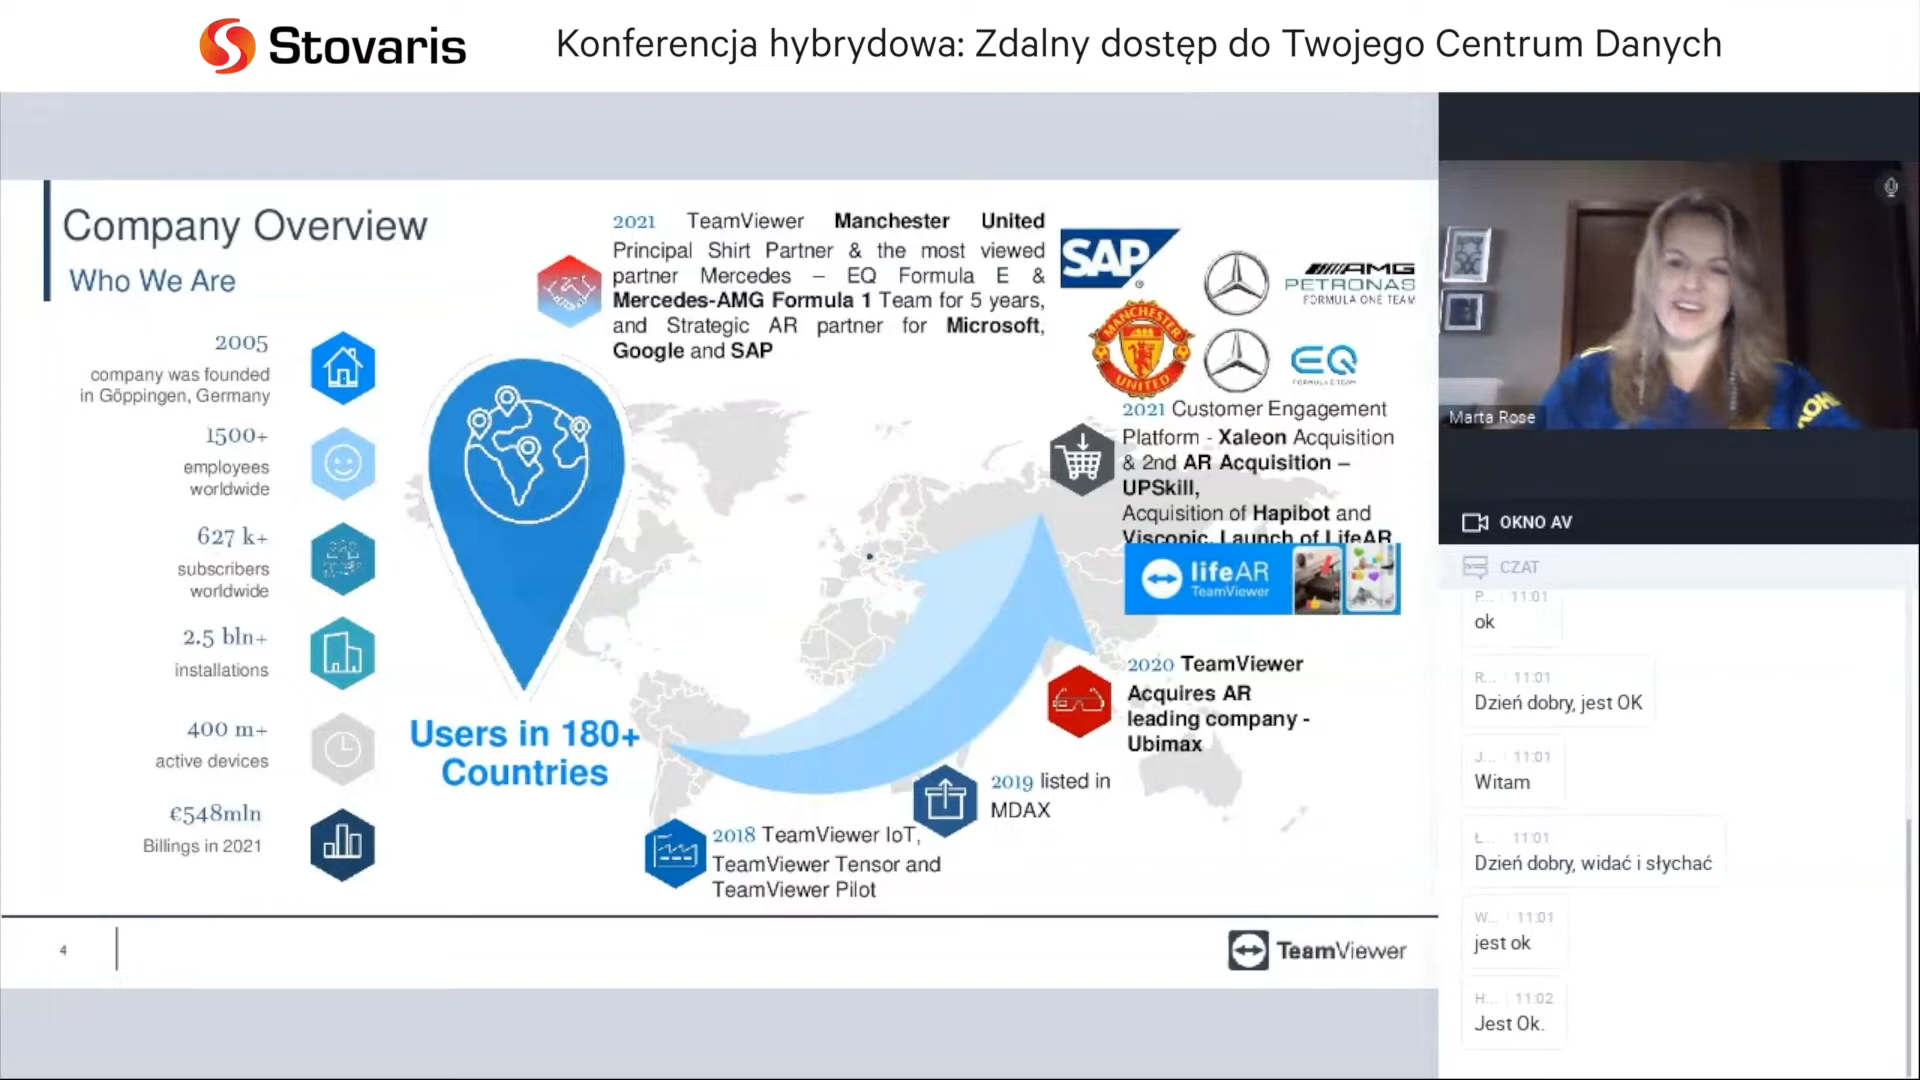 Stovaris
Konferencja hybrydowa: Zdalny dostęp do Twojego Centrum Danych
Company Overview
Who We Are
2005
company was founded
in Göppingen, Germany
1500+
employees
worldwide
627 k+
subscribers
worldwide
2.5 bln+
installations
400 m+
active devices
€548mln
Billings in 2021
Users in 180+
Countries
2021 TeamViewer Manchester United
Principal Shirt Partner & the most viewed
partner Mercedes – EQ Formula E &
Mercedes-AMG Formula 1 Team for 5 years,
and Strategic AR partner for Microsoft,
Google and SAP
SAP
AMG
PETRONAS
FORMULA ONE TEAM
MANCHESTER
UNITED
EQ
FORMULA E TEAM
2021 Customer Engagement
Platform - Xaleon Acquisition
& 2nd AR Acquisition –
UPSkill,
Acquisition of Hapibot and
Viscopic, Launch of LifeAR
lifeAR
TeamViewer
2020 TeamViewer
Acquires AR
leading company -
Ubimax
2019 listed in
MDAX
2018 TeamViewer IoT,
TeamViewer Tensor and
TeamViewer Pilot
4
TeamViewer
Marta Rose
OKNO AV
CZAT
P... 11:01
ok
R... 11:01
Dzień dobry, jest OK
J... 11:01
Witam
Ł... 11:01
Dzień dobry, widać i słychać
W... 11:01
jest ok
H... 11:02
Jest Ok.